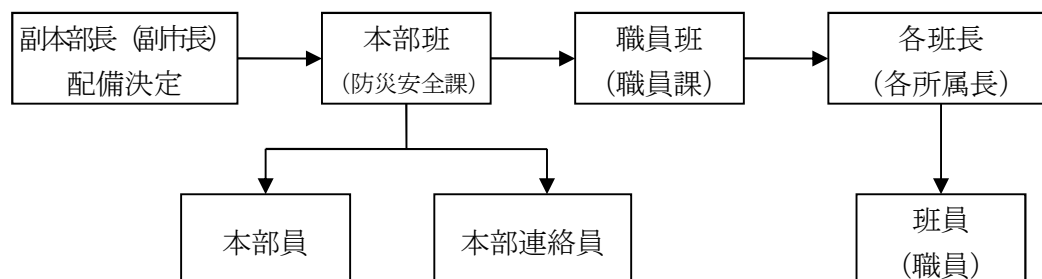 副本部長（副市長）
配備決定
本部班
（防災安全課）
職員班
（職員課）
各班長
（各所属長）
本部員
本部連絡員
班員
（職員）